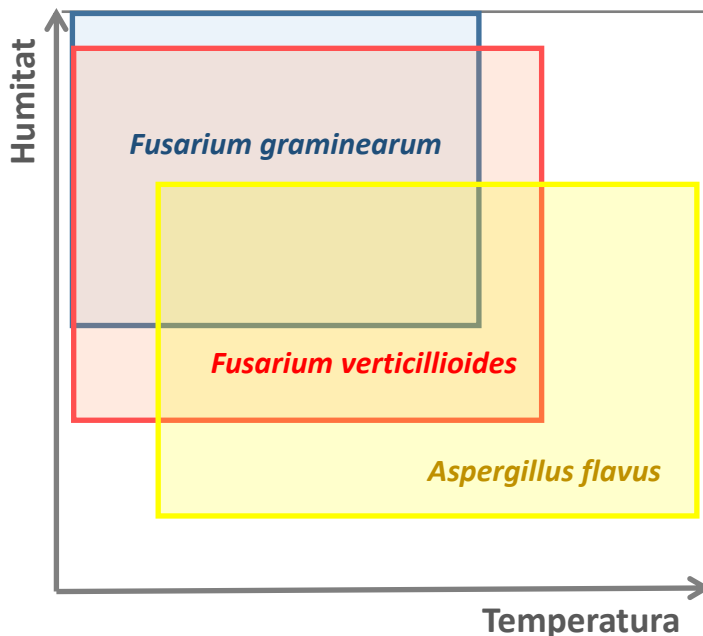 Humitat
Fusarium graminearum
Fusarium verticillioides
Aspergillus flavus
Temperatura